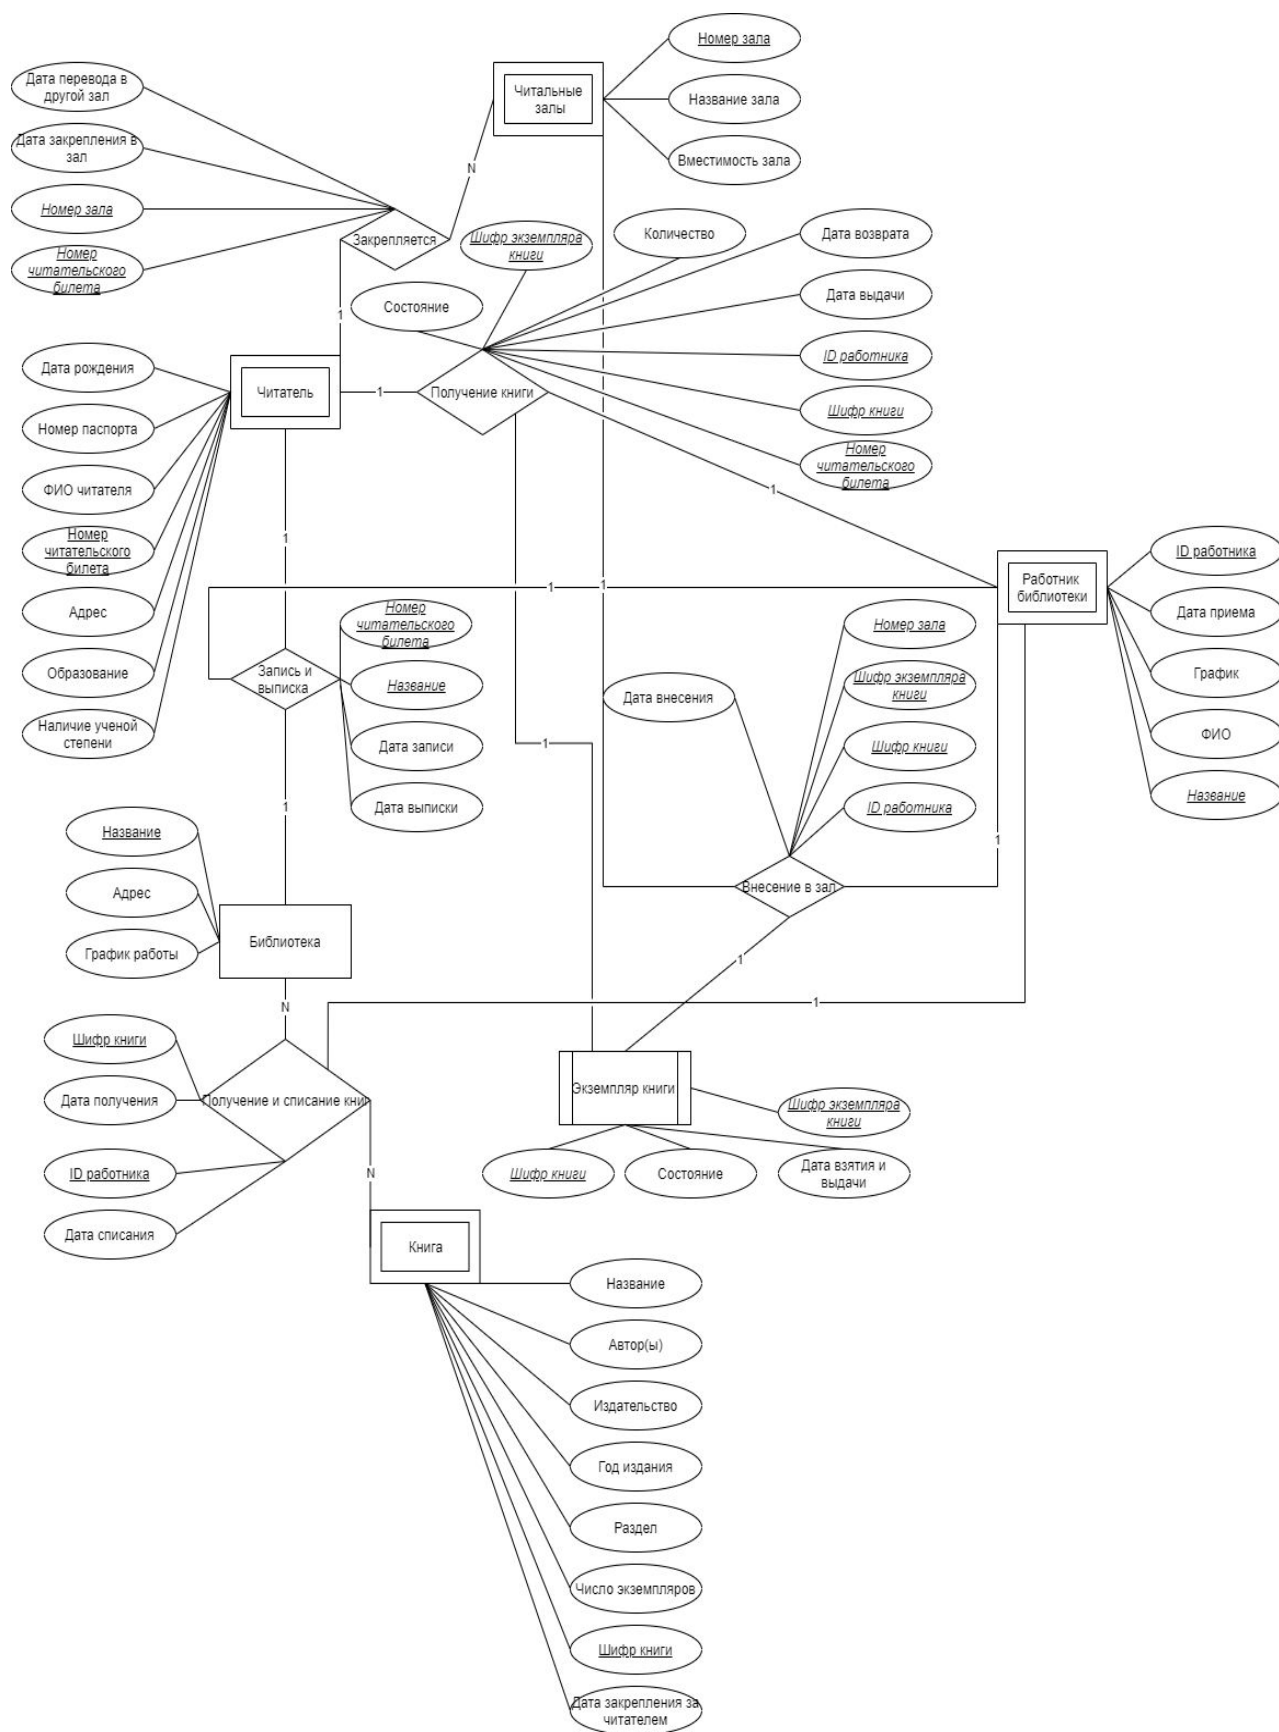 Номер зала
Дата перевода в
другой зал
Читальные
залы
Название зала
Дата закрепления в
зал
Вместимость зала
N
Номер зала
Закрепляется
Шифр экземпляра
книги
Количество
Дата возврата
Номер
читательского
билета
Состояние
Дата выдачи
1
ID работника
Дата рождения
Читатель
1
Получение книги
Шифр книги
Номер паспорта
Номер
читательского
билета
ФИО читателя
1
Номер
читательского
билета
1
ID работника
Работник
библиотеки
1
1
Адрес
Номер
читательского
билета
Номер зала
Дата приема
Образование
Запись и
выписка
Название
Дата внесения
Шифр экземпляра
книги
График
Наличие ученой
степени
Дата записи
1
Шифр книги
ФИО
1
Дата выписки
ID работника
Название
Название
1
Адрес
Внесение в зал
График работы
Библиотека
1
N
1
Шифр книги
Дата получения
Получение и списание книг
Экземпляр книги
Шифр экземпляра
книги
ID работника
N
Шифр книги
Состояние
Дата взятия и
выдачи
Дата списания
Книга
Название
Автор(ы)
Издательство
Год издания
Раздел
Число экземпляров
Шифр книги
Дата закрепления за
читателем